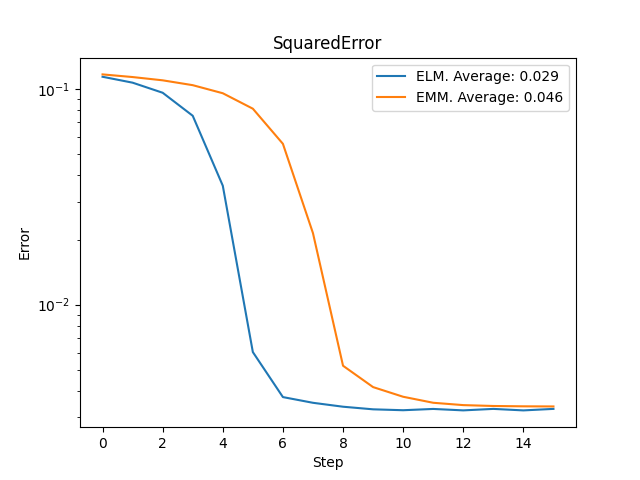 SquaredError
ELM. Average: 0.029
EMM. Average: 0.046
10⁻¹
10⁻²
Error
0 2 4 6 8 10 12 14
Step